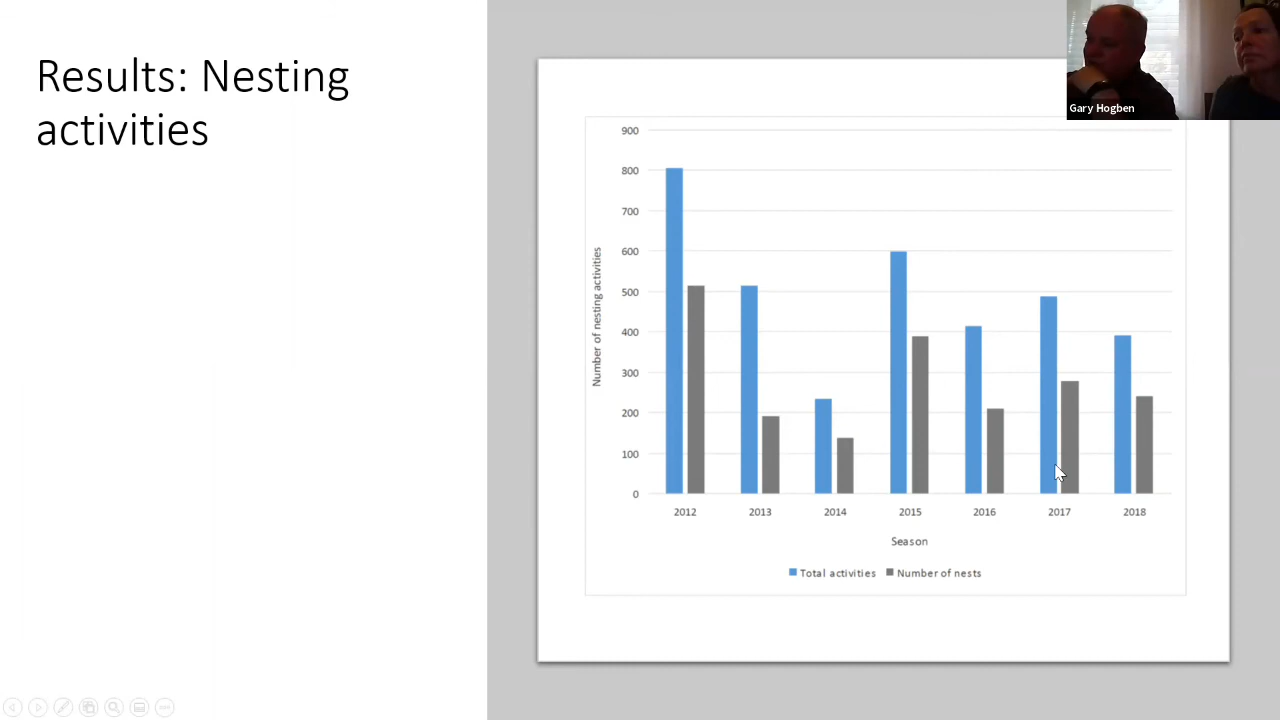 Results: Nesting
activities
Gary Hogben
900
800
700
600
500
400
300
200
100
0
Number of nesting activities
2012 2013 2014 2015 2016 2017 2018
Season
Total activities Number of nests